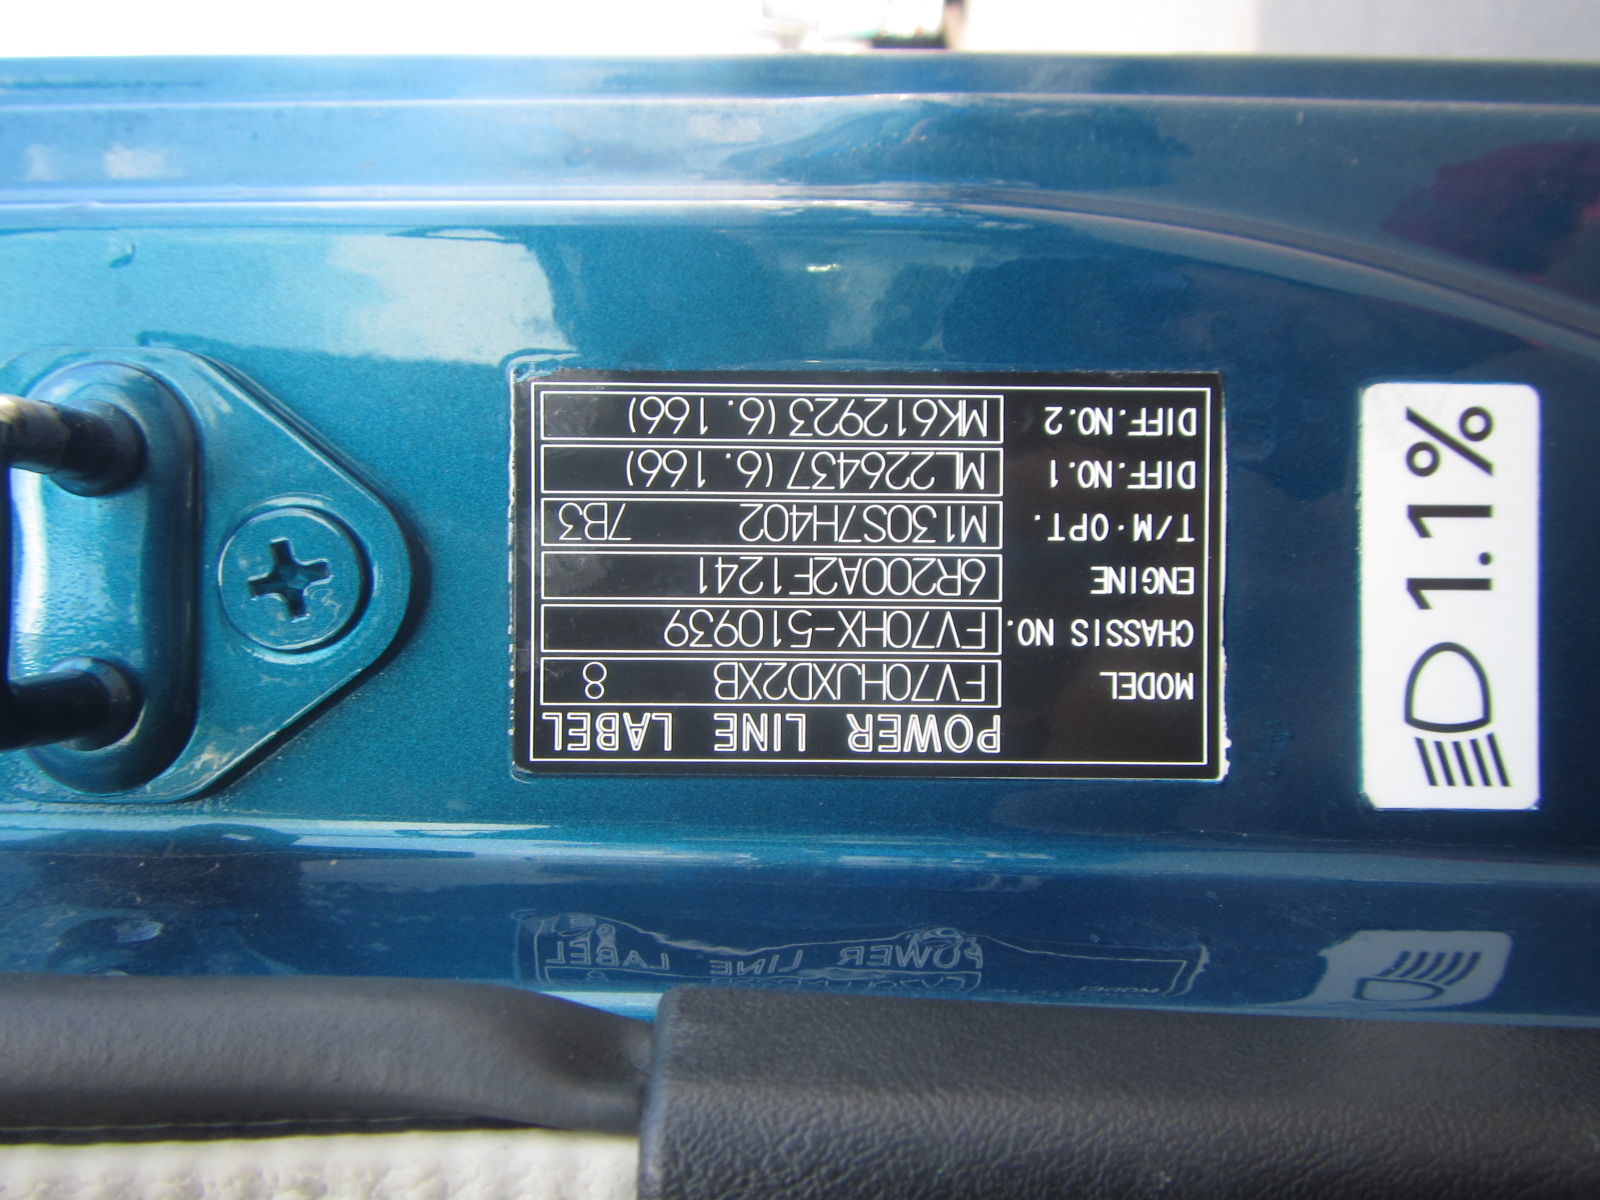 POWER LINE LABEL
MODEL FV70HJXD2XB 8
CHASSIS NO. FV70HX-510939
ENGINE 6R200A2F1241
T/M·OPT. M130S7H402 7B3
DIFF.NO.1 ML226437(6.166)
DIFF.NO.2 MK612923(6.166)
1.1%